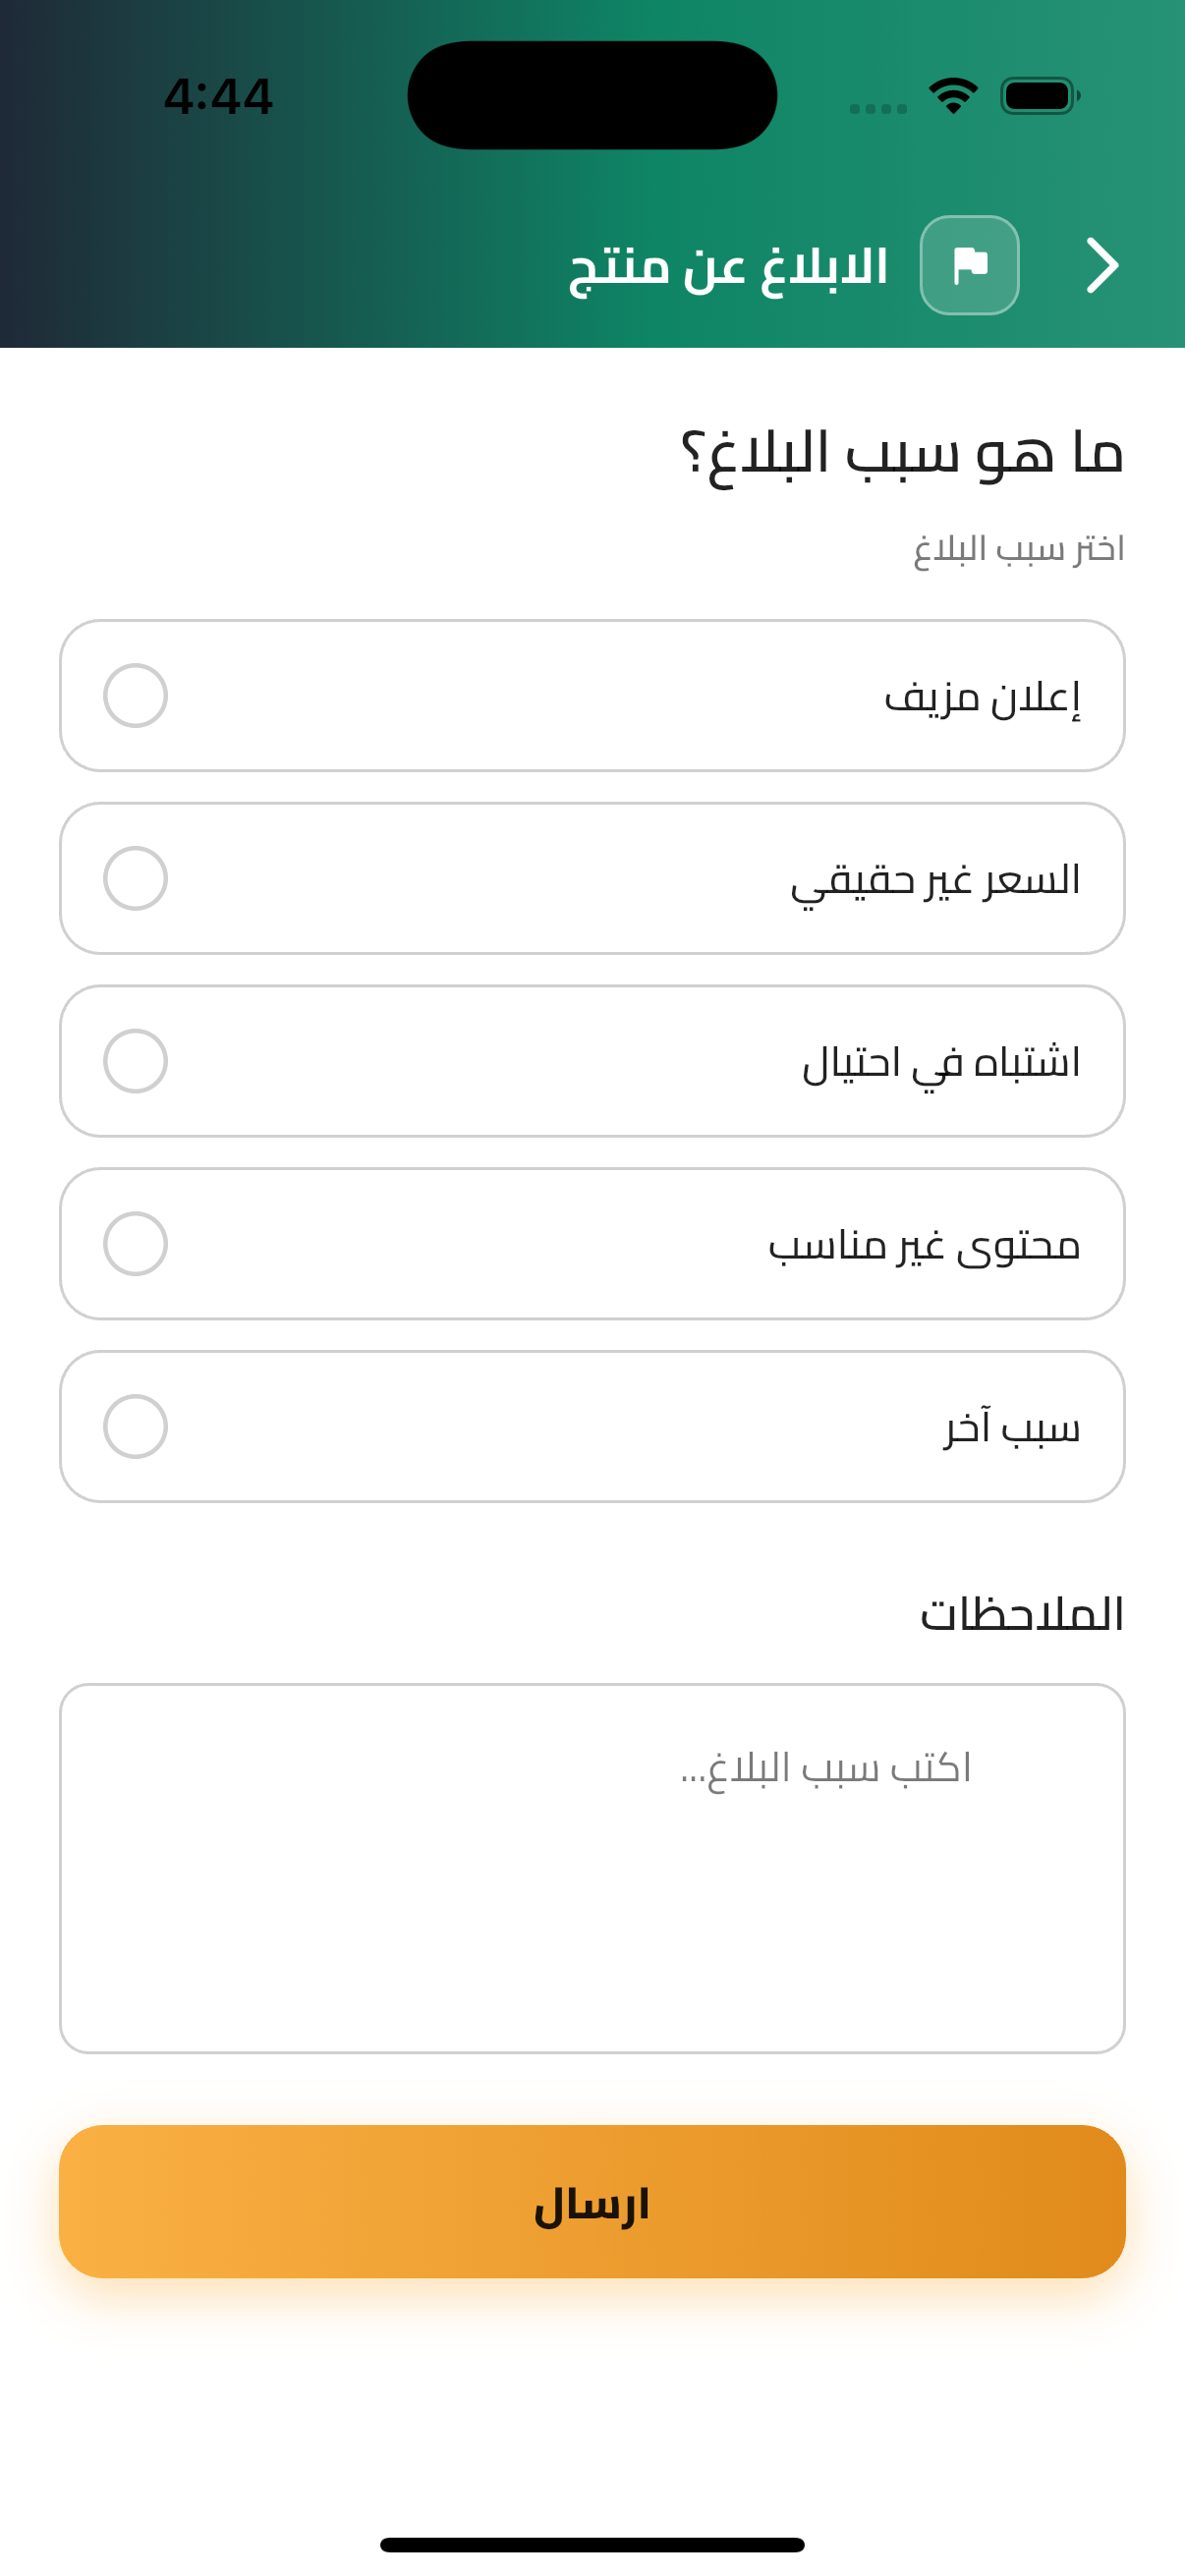 4:44
الابلاغ عن منتج
ما هو سبب البلاغ؟
اختر سبب البلاغ
إعلان مزيف
السعر غير حقيقي
اشتباه في احتيال
محتوى غير مناسب
سبب آخر
الملاحظات
اكتب سبب البلاغ...
ارسال